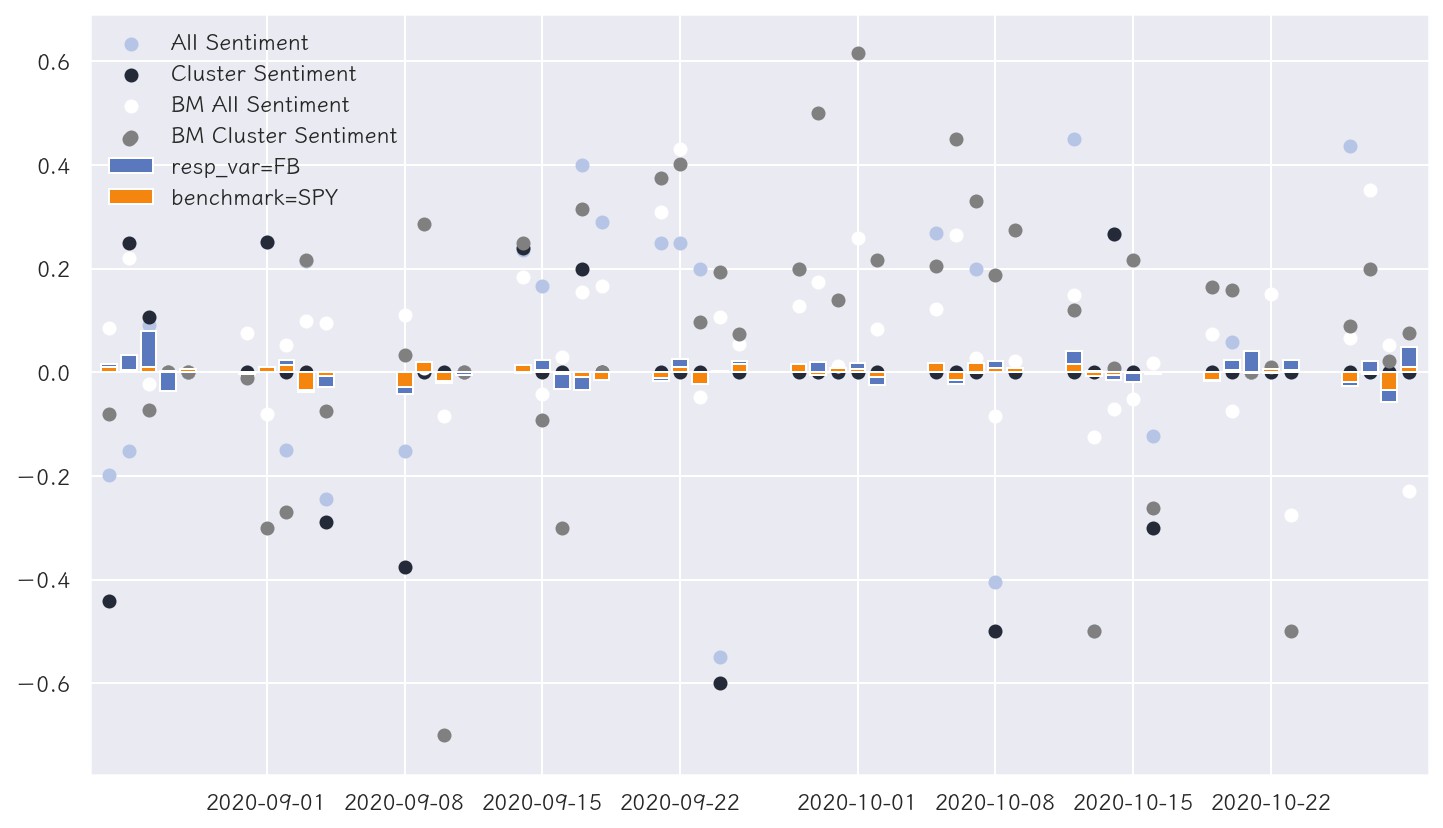 All Sentiment
Cluster Sentiment
BM All Sentiment
BM Cluster Sentiment
resp_var=FB
benchmark=SPY
0.6
0.4
0.2
0.0
−0.2
−0.4
−0.6
2020-09-01 2020-09-08 2020-09-15 2020-09-22 2020-10-01 2020-10-08 2020-10-15 2020-10-22